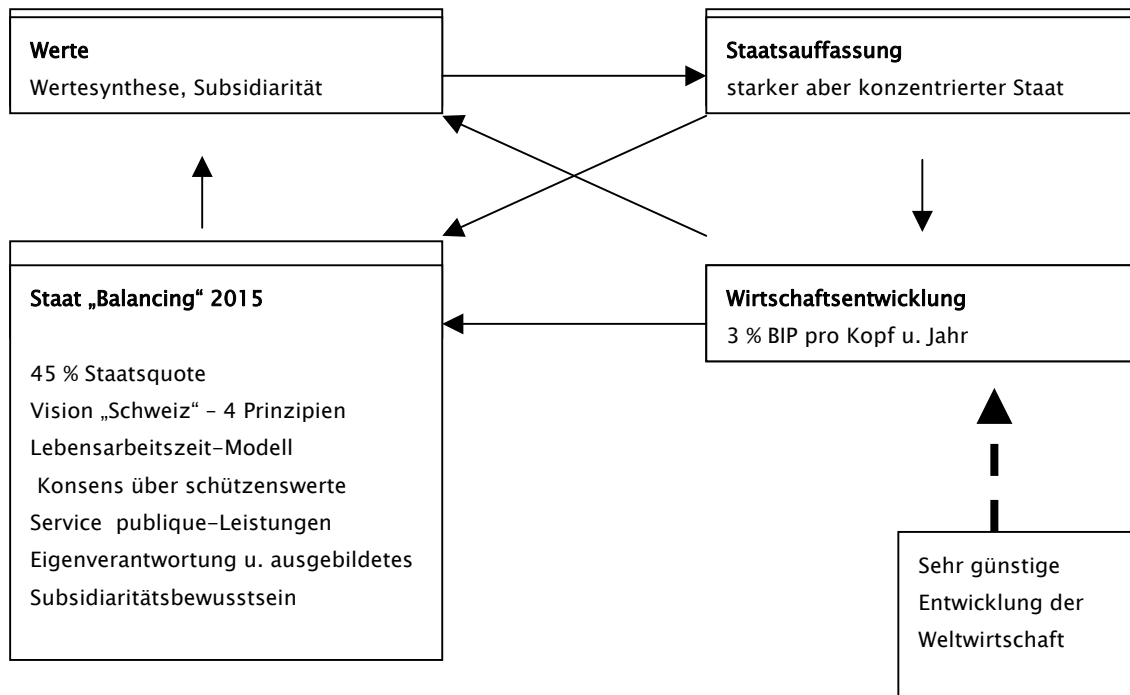 Werte
Wertesynthese, Subsidiarität
Staatsauffassung
starker aber konzentrierter Staat
Staat „Balancing“ 2015
45 % Staatsquote
Vision „Schweiz“ – 4 Prinzipien
Lebensarbeitszeit-Modell
Konsens über schützenswerte
Service publique-Leistungen
Eigenverantwortung u. ausgebildetes
Subsidiaritätsbewusstsein
Wirtschaftsentwicklung
3 % BIP pro Kopf u. Jahr
Sehr günstige
Entwicklung der
Weltwirtschaft